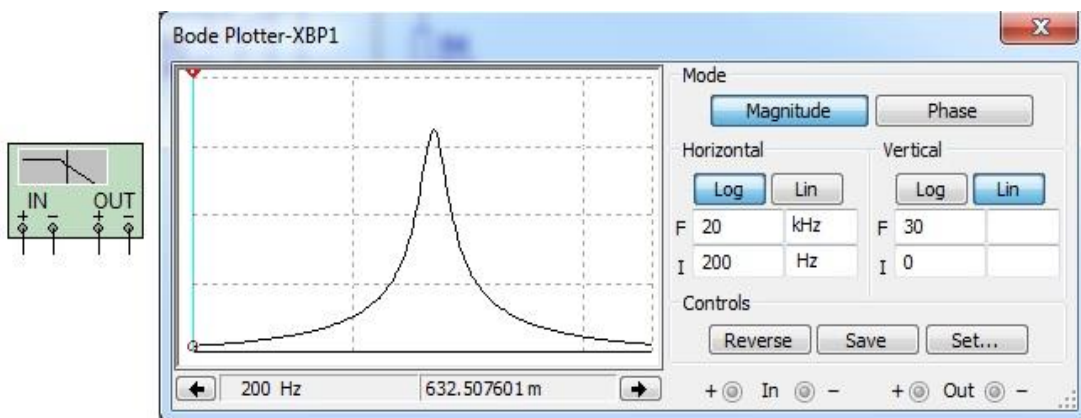 Bode Plotter-XBP1
X
Mode
Magnitude Phase
Horizontal Vertical
Log Lin Log Lin
F 20 kHz F 30
I 200 Hz I 0
Controls
Reverse Save Set...
200 Hz 632.507601 m
+ In − + Out −
IN OUT
+ − + −